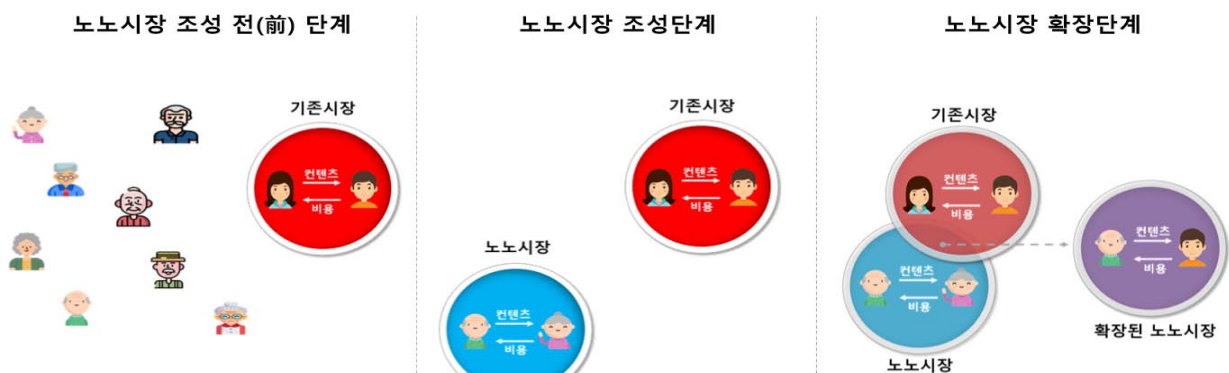 노노시장 조성 전(前) 단계
기존시장
컨텐츠
비용
노노시장 조성단계
기존시장
컨텐츠
비용
노노시장
컨텐츠
비용
노노시장 확장단계
기존시장
컨텐츠
비용
컨텐츠
비용
노노시장
컨텐츠
비용
확장된 노노시장